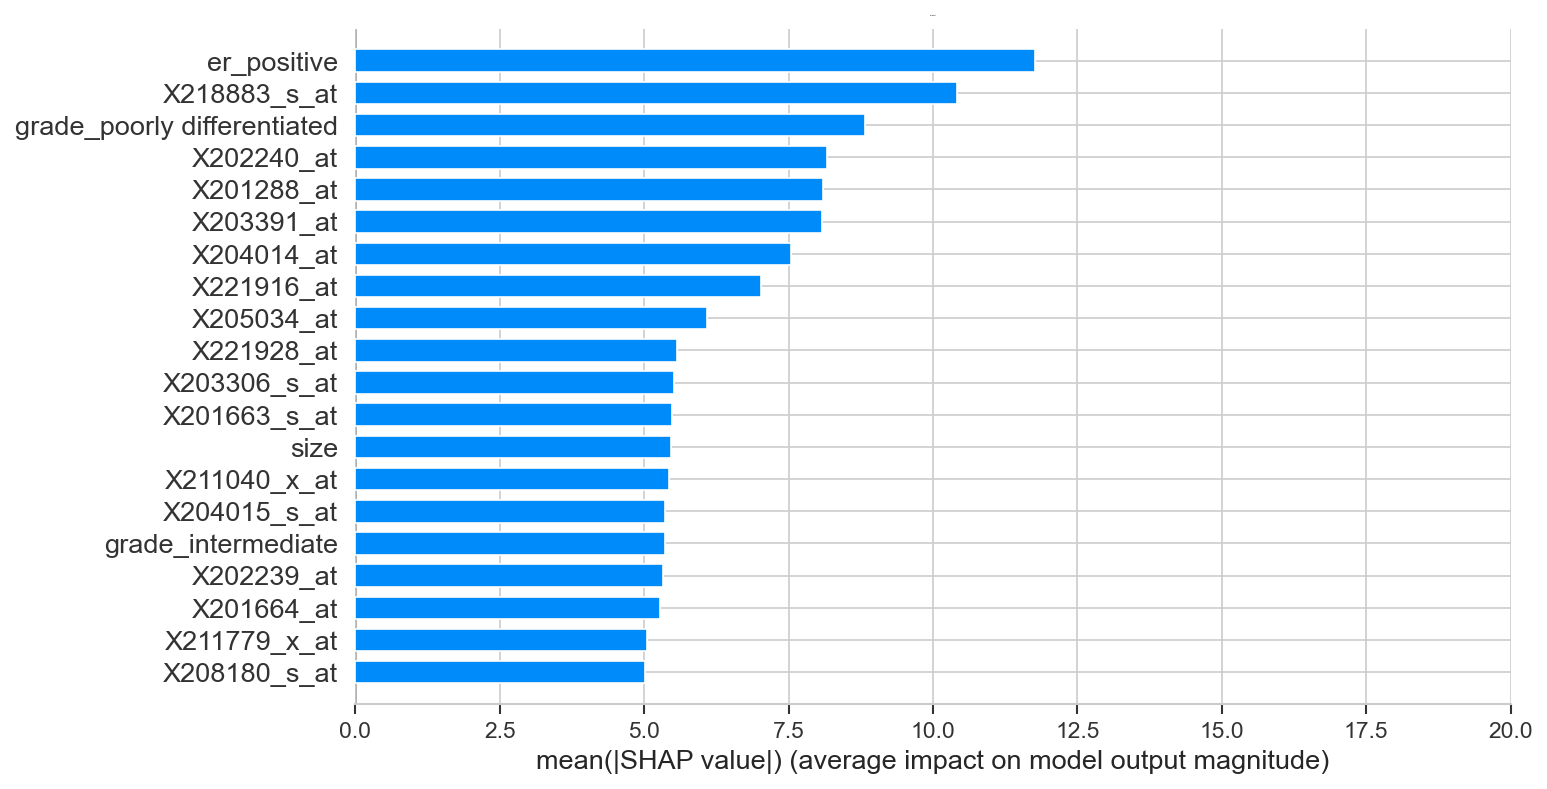 er_positive
X218883_s_at
grade_poorly differentiated
X202240_at
X201288_at
X203391_at
X204014_at
X221916_at
X205034_at
X221928_at
X203306_s_at
X201663_s_at
size
X211040_x_at
X204015_s_at
grade_intermediate
X202239_at
X201664_at
X211779_x_at
X208180_s_at
0.0 2.5 5.0 7.5 10.0 12.5 15.0 17.5 20.0
mean(|SHAP value|) (average impact on model output magnitude)